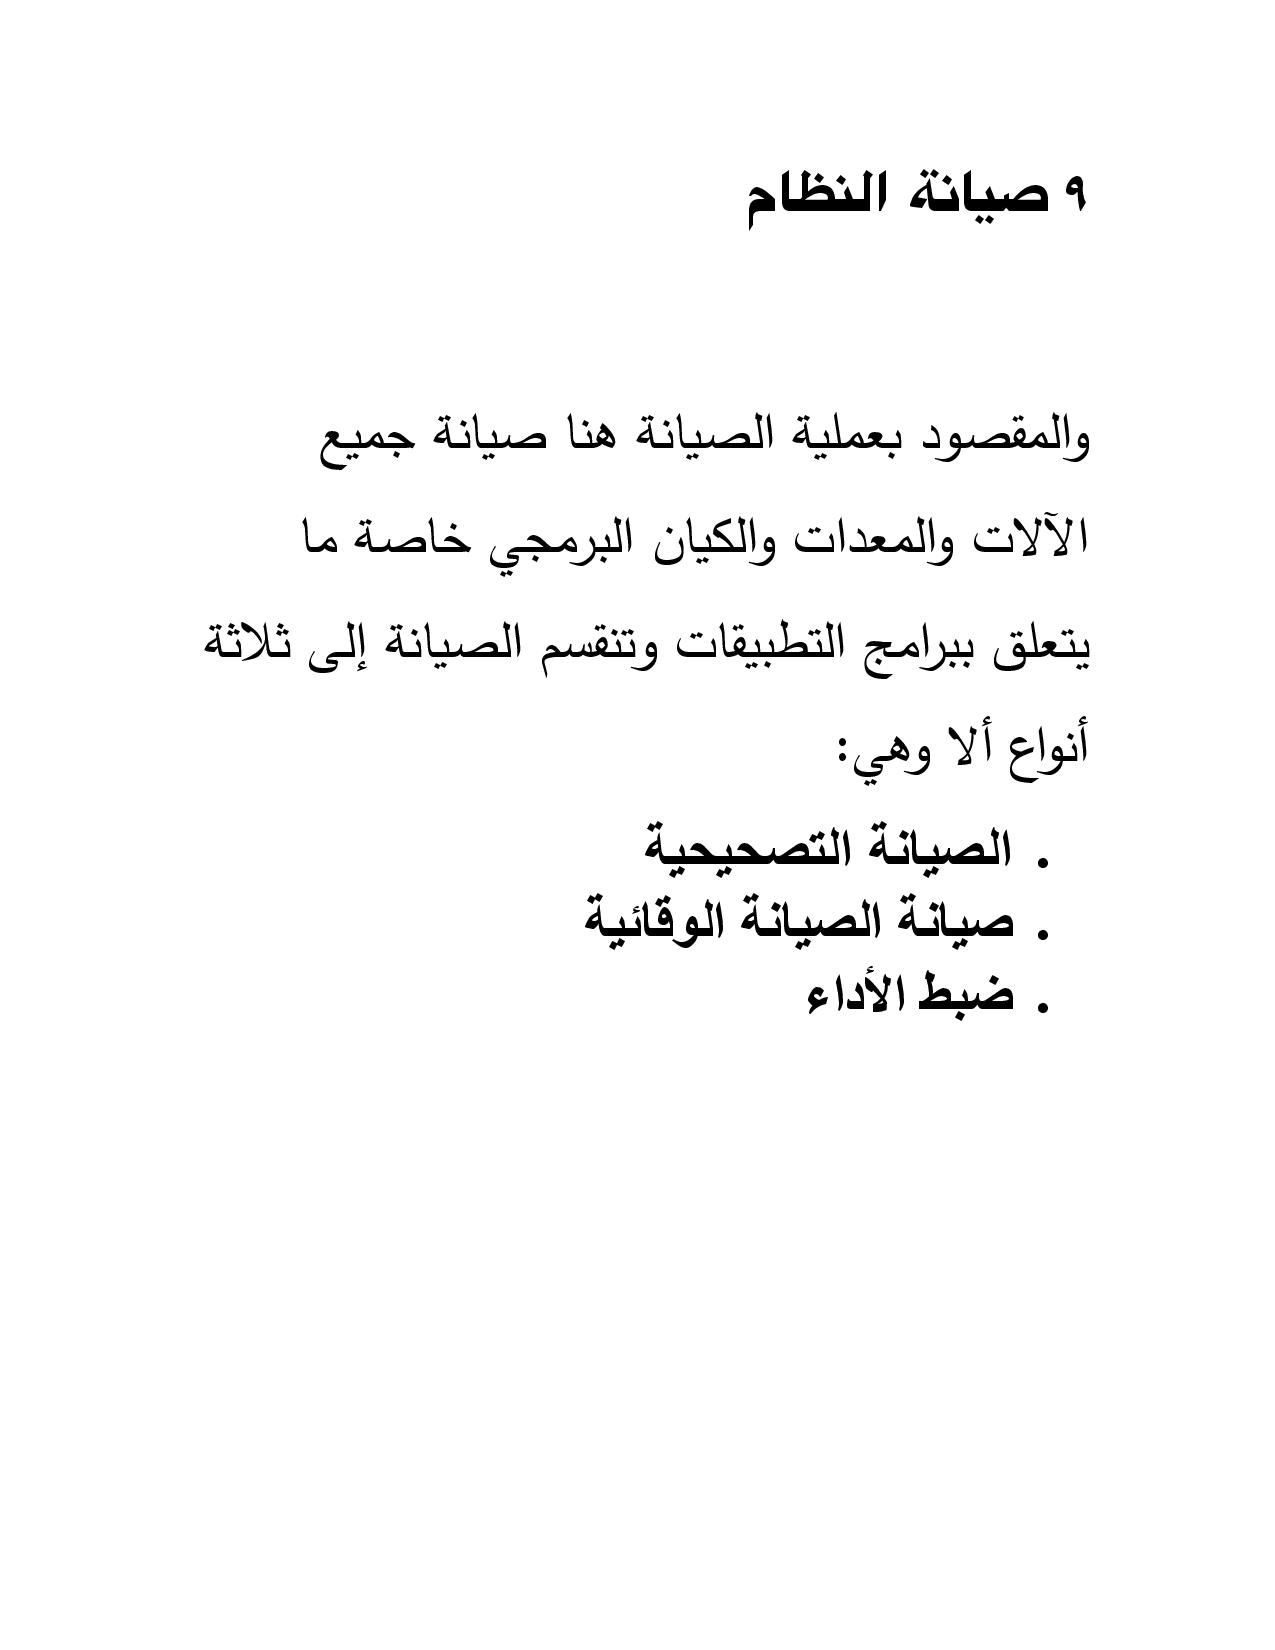 ٩ صيانة النظام
والمقصود بعملية الصيانة هنا صيانة جميع
الآلات والمعدات والكيان البرمجي خاصة ما
يتعلق ببرامج التطبيقات وتنقسم الصيانة إلى ثلاثة
أنواع ألا وهي:
. الصيانة التصحيحية
. صيانة الصيانة الوقائية
. ضبط الأداء